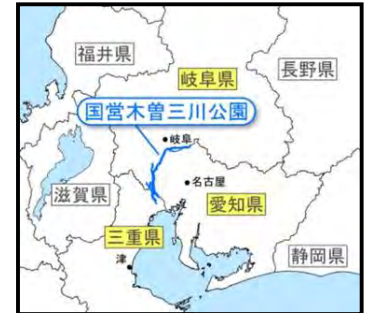 福井県
岐阜県
長野県
国営木曽三川公園
岐阜
滋賀県
名古屋
愛知県
三重県
津
静岡県